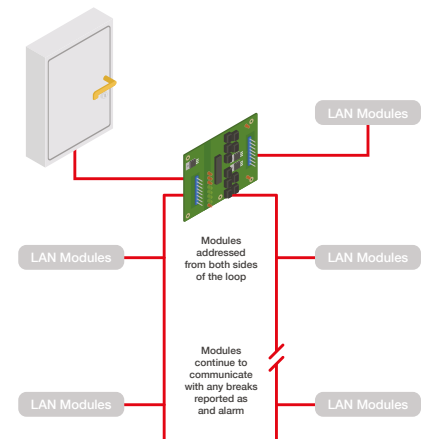 LAN Modules
Modules
addressed
from both sides
of the loop
LAN Modules
LAN Modules
Modules
continue to
communicate
with any breaks
reported as
and alarm
LAN Modules
LAN Modules